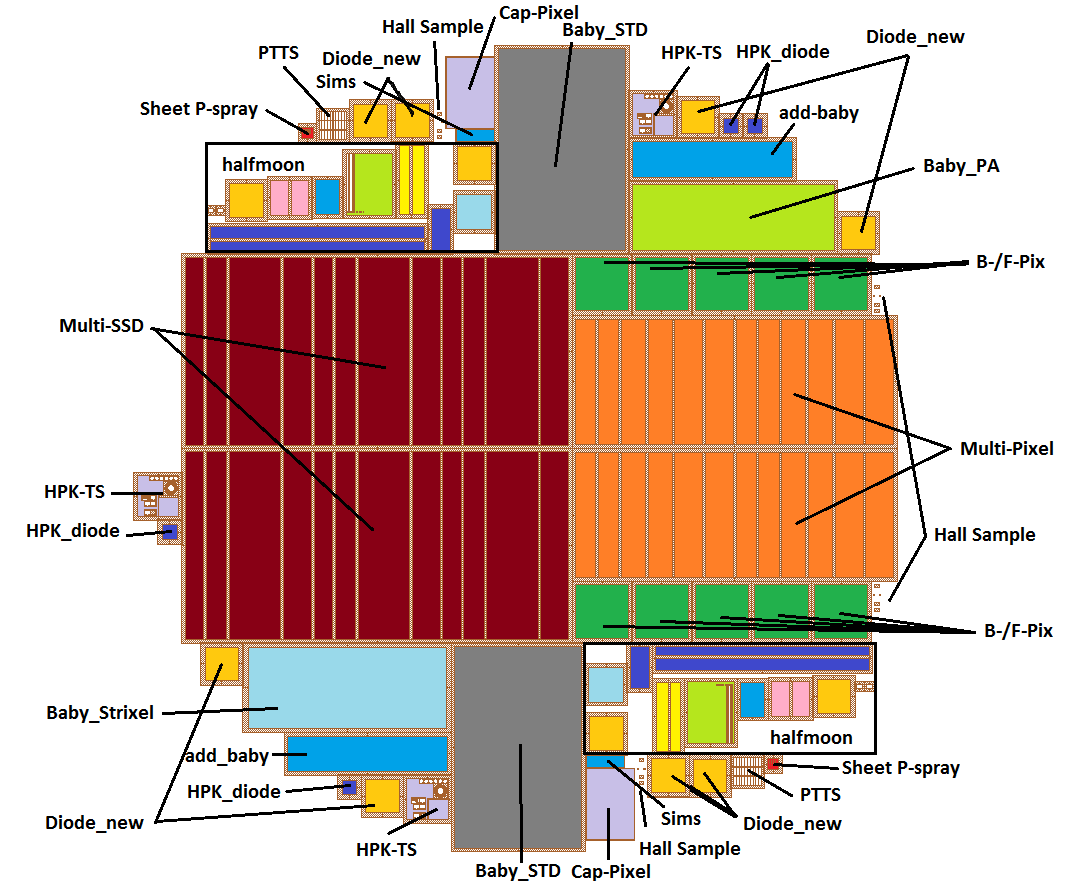 Cap-Pixel
Hall Sample
Baby_STD
Diode_new
PTTS
Diode_new
HPK-TS
HPK_diode
Sims
Sheet P-spray
add-baby
halfmoon
Baby_PA
B-/F-Pix
Multi-SSD
Multi-Pixel
HPK-TS
HPK_diode
Hall Sample
B-/F-Pix
Baby_Strixel
halfmoon
add_baby
Sheet P-spray
HPK_diode
PTTS
Diode_new
Sims
Diode_new
HPK-TS
Hall Sample
Baby_STD
Cap-Pixel